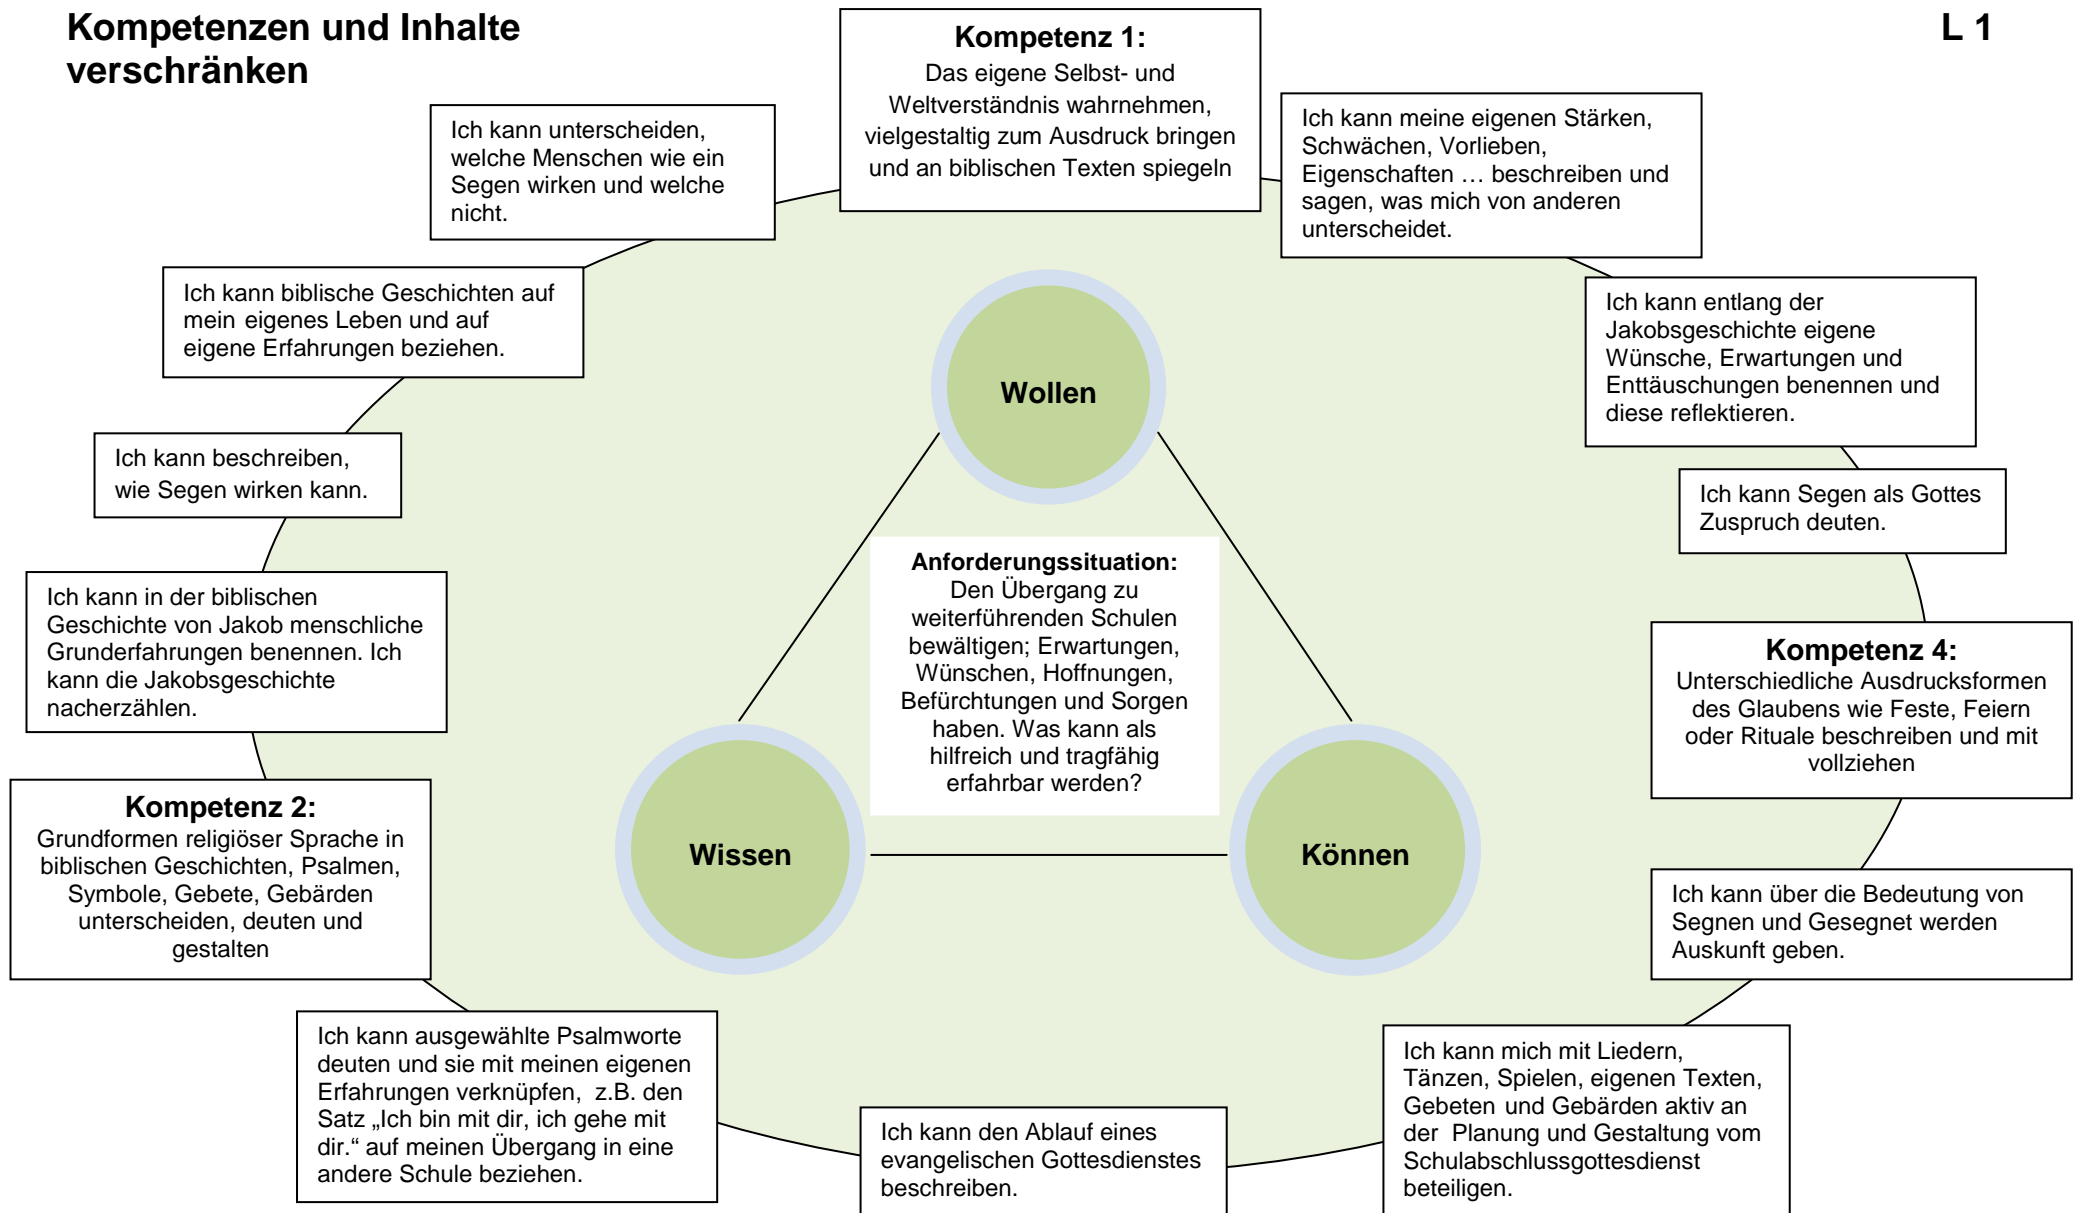 Kompetenzen und Inhalte
verschränken
L 1
Kompetenz 1:
Das eigene Selbst- und
Weltverständnis wahrnehmen,
vielgestaltig zum Ausdruck bringen
und an biblischen Texten spiegeln
Ich kann unterscheiden,
welche Menschen wie ein
Segen wirken und welche
nicht.
Ich kann meine eigenen Stärken,
Schwächen, Vorlieben,
Eigenschaften … beschreiben und
sagen, was mich von anderen
unterscheidet.
Ich kann biblische Geschichten auf
mein eigenes Leben und auf
eigene Erfahrungen beziehen.
Ich kann entlang der
Jakobsgeschichte eigene
Wünsche, Erwartungen und
Enttäuschungen benennen und
diese reflektieren.
Wollen
Ich kann beschreiben,
wie Segen wirken kann.
Ich kann Segen als Gottes
Zuspruch deuten.
Anforderungssituation:
Den Übergang zu
weiterführenden Schulen
bewältigen; Erwartungen,
Wünschen, Hoffnungen,
Befürchtungen und Sorgen
haben. Was kann als
hilfreich und tragfähig
erfahrbar werden?
Ich kann in der biblischen
Geschichte von Jakob menschliche
Grunderfahrungen benennen. Ich
kann die Jakobsgeschichte
nacherzählen.
Kompetenz 4:
Unterschiedliche Ausdrucksformen
des Glaubens wie Feste, Feiern
oder Rituale beschreiben und mit
vollziehen
Kompetenz 2:
Grundformen religiöser Sprache in
biblischen Geschichten, Psalmen,
Symbole, Gebete, Gebärden
unterscheiden, deuten und
gestalten
Wissen
Können
Ich kann über die Bedeutung von
Segnen und Gesegnet werden
Auskunft geben.
Ich kann ausgewählte Psalmworte
deuten und sie mit meinen eigenen
Erfahrungen verknüpfen, z.B. den
Satz „Ich bin mit dir, ich gehe mit
dir.“ auf meinen Übergang in eine
andere Schule beziehen.
Ich kann den Ablauf eines
evangelischen Gottesdienstes
beschreiben.
Ich kann mich mit Liedern,
Tänzen, Spielen, eigenen Texten,
Gebeten und Gebärden aktiv an
der Planung und Gestaltung vom
Schulabschlussgottesdienst
beteiligen.